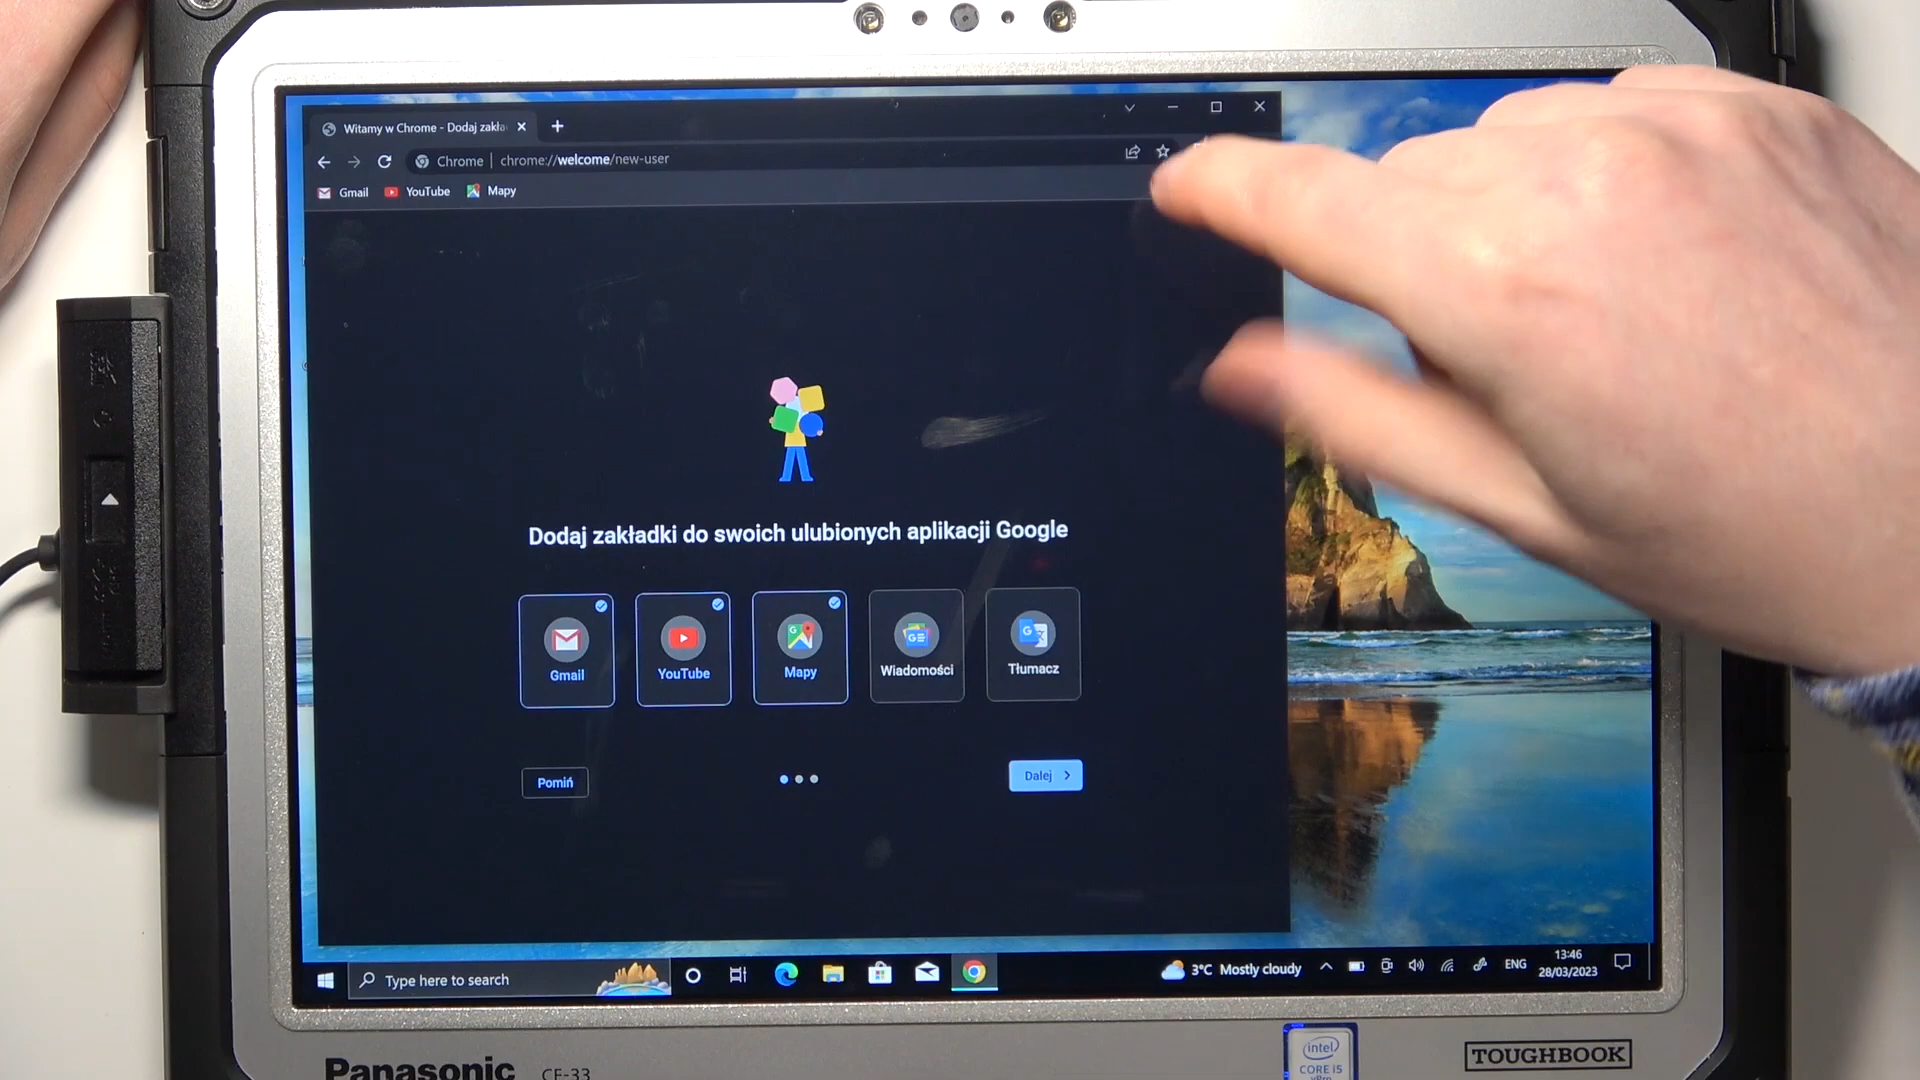 Witamy w Chrome - Dodaj zakła
Chrome | chrome://welcome/new-user
Gmail YouTube Mapy
Dodaj zakładki do swoich ulubionych aplikacji Google
Gmail YouTube Mapy Wiadomości Tłumacz
Pomiń Dalej
Type here to search 3°C Mostly cloudy ENG 13:46
28/03/2023
Panasonic CF-33
intel
CORE i5
vPro
TOUGHBOOK